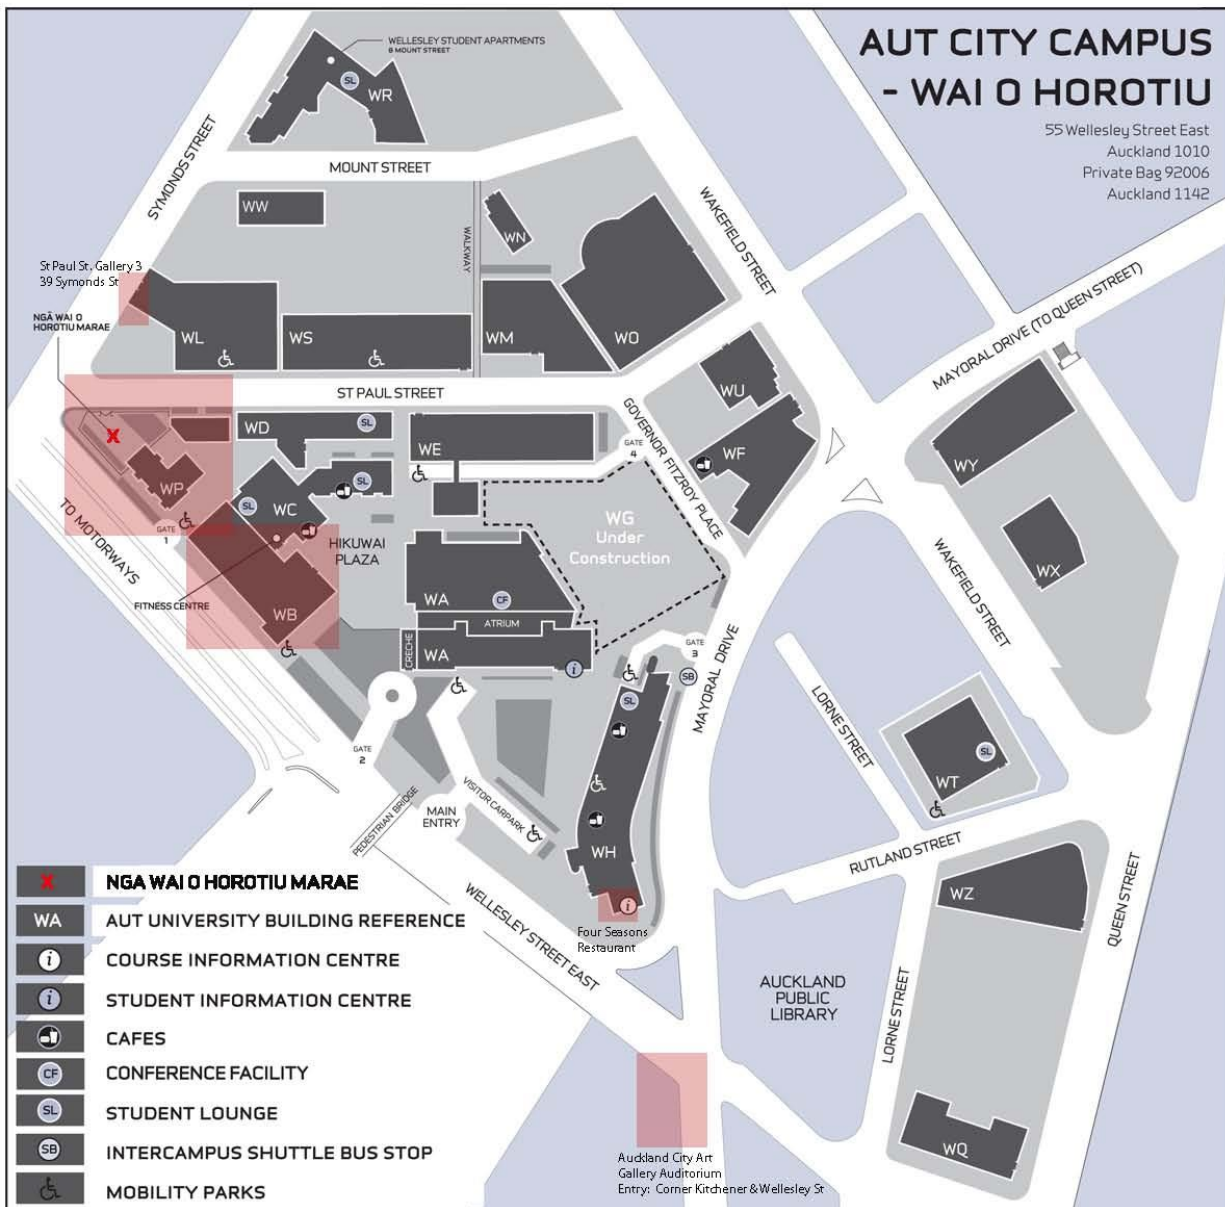 AUT CITY CAMPUS
- WAI O HOROTIU
55 Wellesley Street East
Auckland 1010
Private Bag 92006
Auckland 1142
WELLESLEY STUDENT APARTMENTS
8 MOUNT STREET
SL
WR
SYMONDS STREET
MOUNT STREET
WW
WALKWAY
WN
WAKEFIELD STREET
MAYORAL DRIVE (TO QUEEN STREET)
St Paul St. Gallery 3
39 Symonds St
NGĀ WAI O
HOROTIU MARAE
WL
WS
WM
WO
WU
ST PAUL STREET
GOVERNOR FITZROY PLACE
X
WD
SL
WE
GATE
4
WF
WY
WP
SL
WC
SL
GATE
1
TO MOTORWAYS
HIKUWAI
PLAZA
FITNESS CENTRE
WB
WG
Under
Construction
WA
CF
ATRIUM
WA
CRECHE
i
GATE
3
SB
MAYORAL DRIVE
WAKEFIELD STREET
WX
LORNE STREET
SL
WT
SL
GATE
2
PEDESTRIAN BRIDGE
MAIN
ENTRY
VISITOR CARPARK
WH
i
Four Seasons
Restaurant
RUTLAND STREET
WZ
QUEEN STREET
WELLESLEY STREET EAST
AUCKLAND
PUBLIC
LIBRARY
LORNE STREET
WQ
Auckland City Art
Gallery Auditorium
Entry: Corner Kitchener & Wellesley St
X NGA WAI O HOROTIU MARAE
WA AUT UNIVERSITY BUILDING REFERENCE
i COURSE INFORMATION CENTRE
i STUDENT INFORMATION CENTRE
CAFES
CF CONFERENCE FACILITY
SL STUDENT LOUNGE
SB INTERCAMPUS SHUTTLE BUS STOP
MOBILITY PARKS